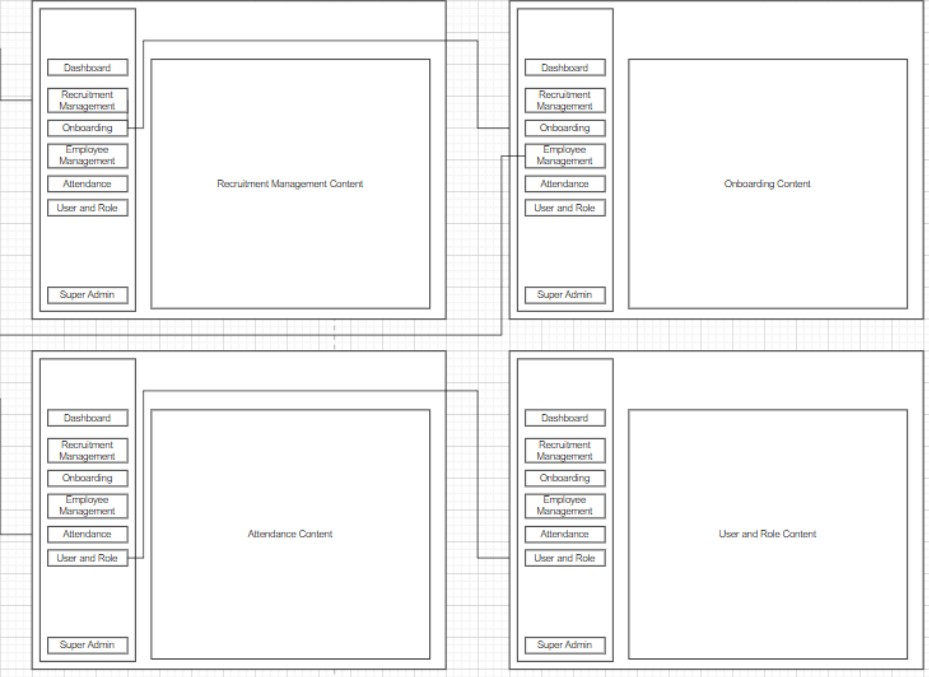 Dashboard
Recruitment
Management
Onboarding
Employee
Management
Attendance
User and Role
Super Admin
Recruitment Management Content
Dashboard
Recruitment
Management
Onboarding
Employee
Management
Attendance
User and Role
Super Admin
Onboarding Content
Dashboard
Recruitment
Management
Onboarding
Employee
Management
Attendance
User and Role
Super Admin
Attendance Content
Dashboard
Recruitment
Management
Onboarding
Employee
Management
Attendance
User and Role
Super Admin
User and Role Content